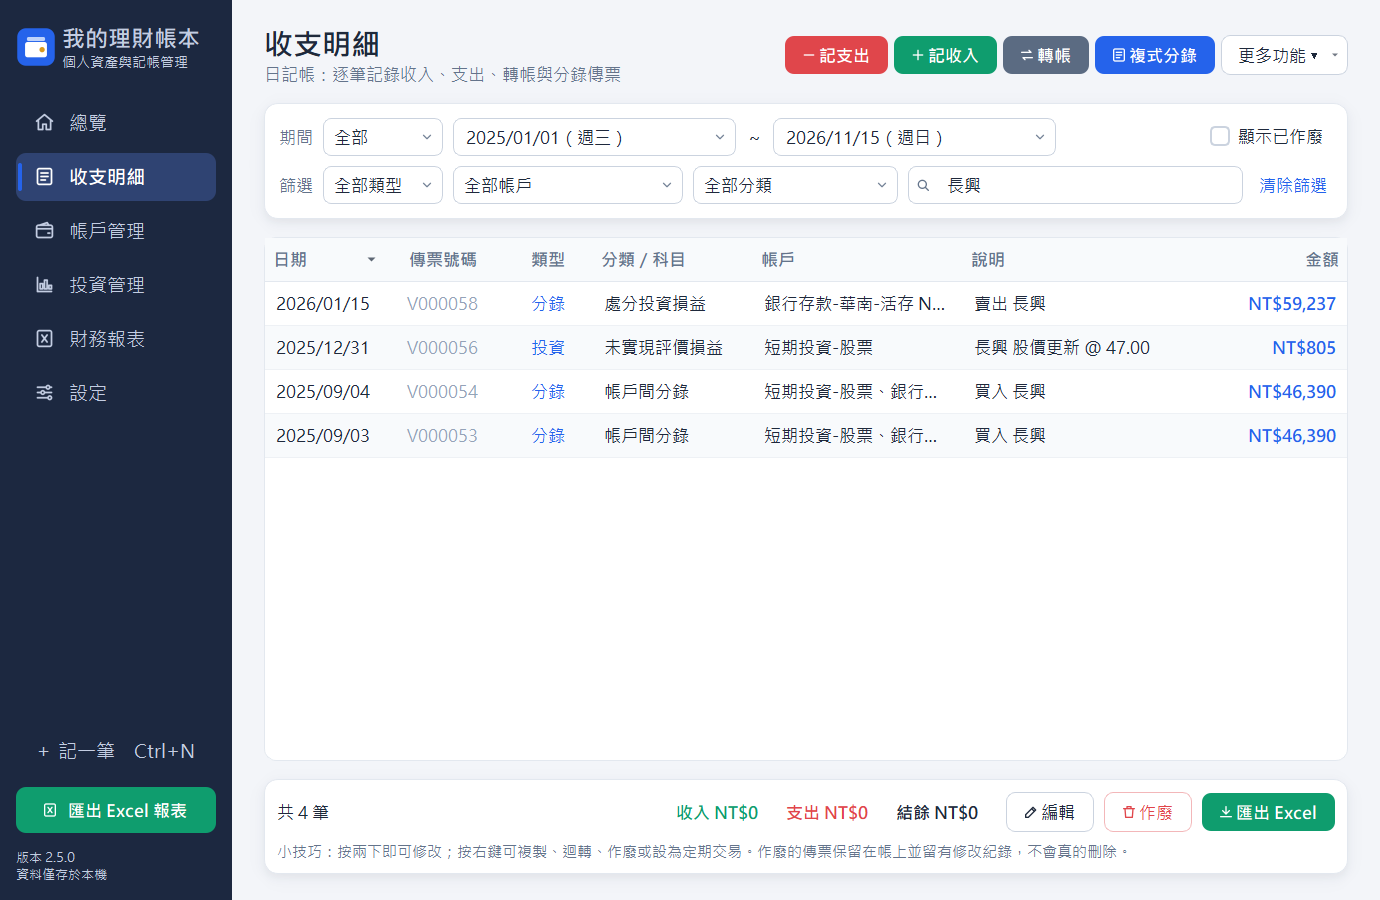 我的理財帳本
個人資產與記帳管理
總覽
收支明細
帳戶管理
投資管理
財務報表
設定
+ 記一筆 Ctrl+N
匯出 Excel 報表
版本 2.5.0
資料僅存於本機
收支明細
日記帳：逐筆記錄收入、支出、轉帳與分錄傳票
記支出 記收入 轉帳 複式分錄 更多功能 ▾
期間 全部 2025/01/01 ( 週三 ) ~ 2026/11/15 ( 週日 ) 顯示已作廢
篩選 全部類型 全部帳戶 全部分類 長興 清除篩選
日期 傳票號碼 類型 分類 / 科目 帳戶 說明 金額
2026/01/15 V000058 分錄 處分投資損益 銀行存款-華南-活存 N... 賣出 長興 NT$59,237
2025/12/31 V000056 投資 未實現評價損益 短期投資-股票 長興 股價更新 @ 47.00 NT$805
2025/09/04 V000054 分錄 帳戶間分錄 短期投資-股票、銀行... 買入 長興 NT$46,390
2025/09/03 V000053 分錄 帳戶間分錄 短期投資-股票、銀行... 買入 長興 NT$46,390
共 4 筆 收入 NT$0 支出 NT$0 結餘 NT$0 編輯 作廢 匯出 Excel
小技巧：按兩下即可修改；按右鍵可複製、迴轉、作廢或設為定期交易。作廢的傳票保留在帳上並留有修改紀錄，不會真的刪除。